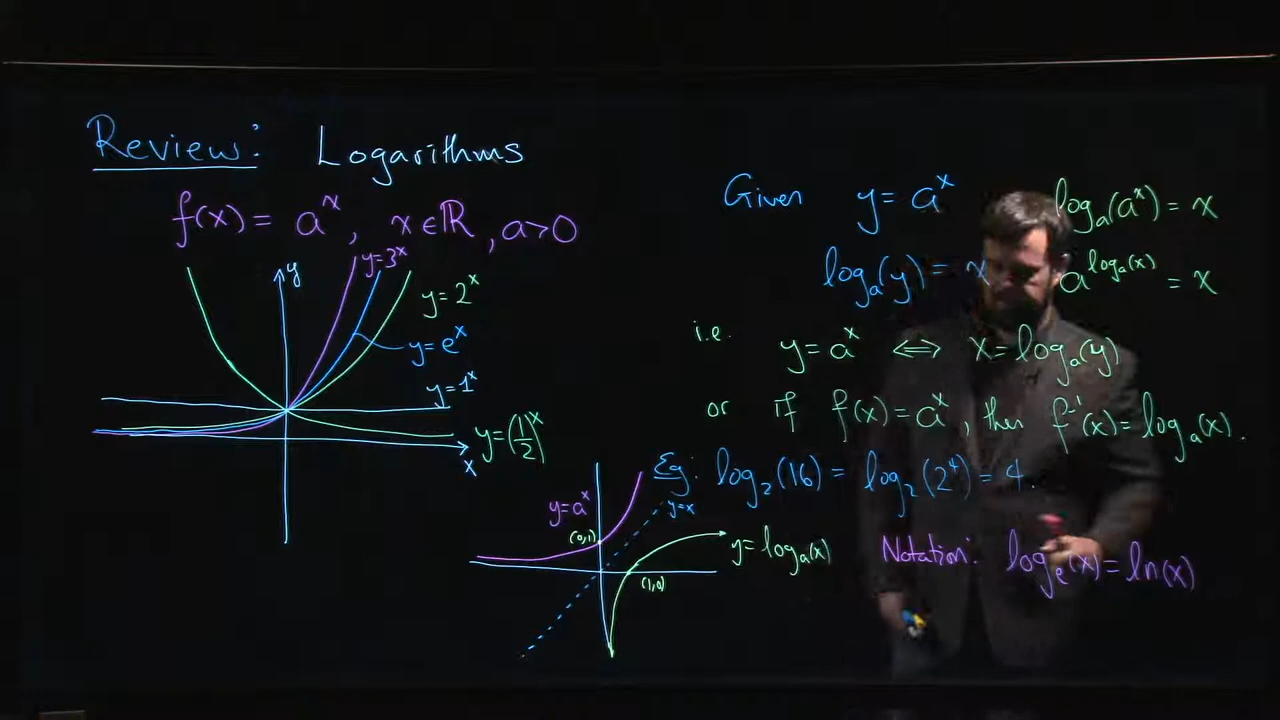 Review: Logarithms
f(x) = a^x, x ∈ ℝ, a>0
y
y=3^x
y=2^x
y=e^x
y=1^x
y=(1/2)^x
x
Given y=a^x
log_a(y) = x
log_a(a^x) = x
a^{log_a(x)} = x
i.e. y=a^x ⟺ x=log_a(y)
or if f(x)=a^x, then f^{-1}(x)=log_a(x).
Eg: log_2(16) = log_2(2^4) = 4.
y=a^x
y=x
(0,1)
(1,0)
y=log_a(x)
Notation: log_e(x)=ln(x)